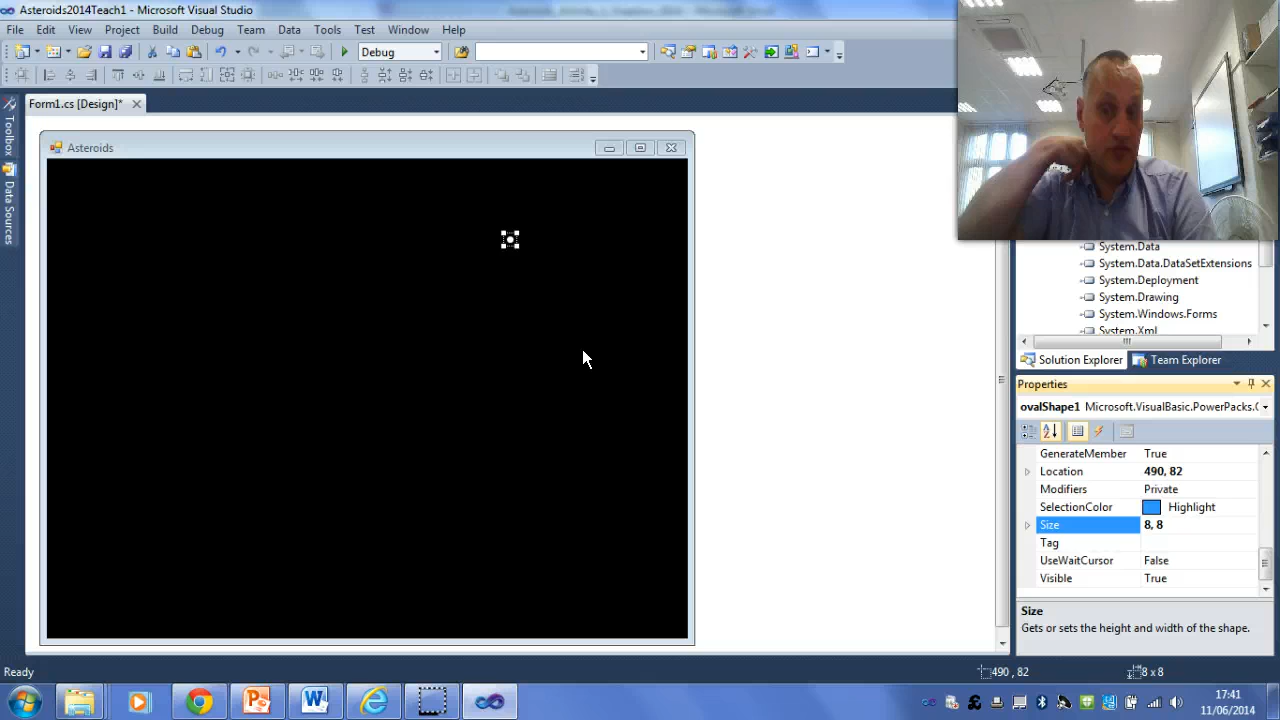 Asteroids2014Teach1 - Microsoft Visual Studio
File Edit View Project Build Debug Team Data Tools Test Window Help
Debug
Form1.cs [Design]*
Toolbox
Data Sources
Asteroids
System.Data
System.Data.DataSetExtensions
System.Deployment
System.Drawing
System.Windows.Forms
System.Xml
Solution Explorer Team Explorer
Properties
ovalShape1 Microsoft.VisualBasic.PowerPacks.
GenerateMember True
Location 490, 82
Modifiers Private
SelectionColor Highlight
Size 8, 8
Tag
UseWaitCursor False
Visible True
Size
Gets or sets the height and width of the shape.
Ready 490 , 82 8 x 8
17:41
11/06/2014